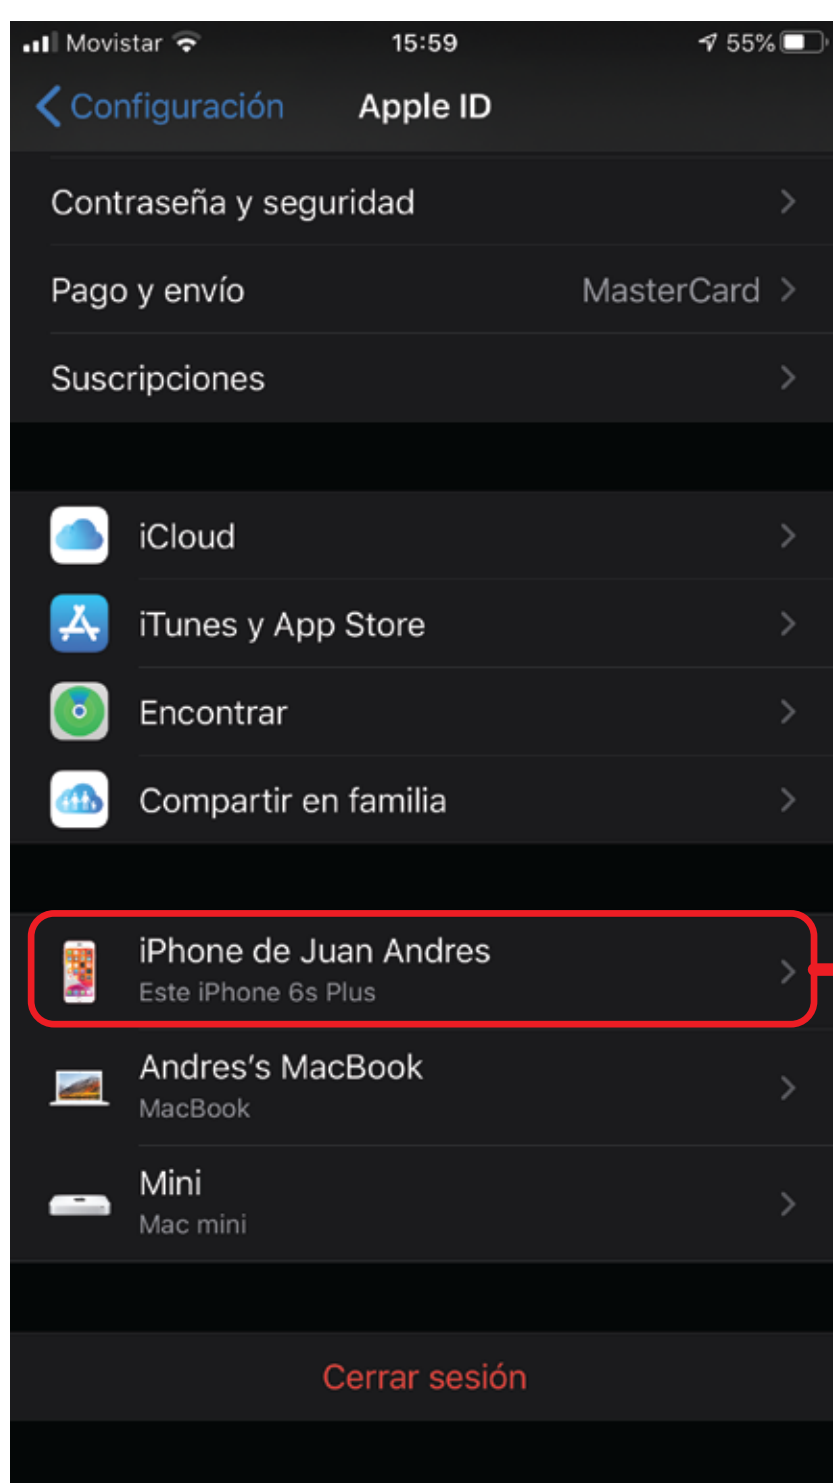 Movistar 15:59 55%
Configuración Apple ID
Contraseña y seguridad
Pago y envío MasterCard
Suscripciones
iCloud
iTunes y App Store
Encontrar
Compartir en familia
iPhone de Juan Andres
Este iPhone 6s Plus
Andres's MacBook
MacBook
Mini
Mac mini
Cerrar sesión